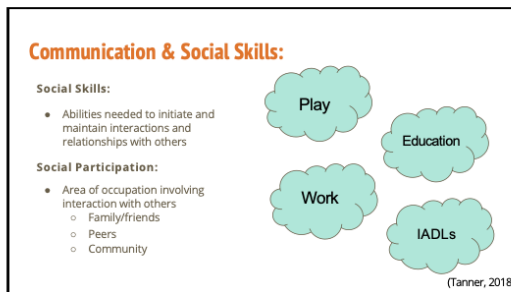 Communication & Social Skills:
Social Skills:
● Abilities needed to initiate and
maintain interactions and
relationships with others
Social Participation:
● Area of occupation involving
interaction with others
○ Family/friends
○ Peers
○ Community
Play
Education
Work
IADLs
(Tanner, 2018